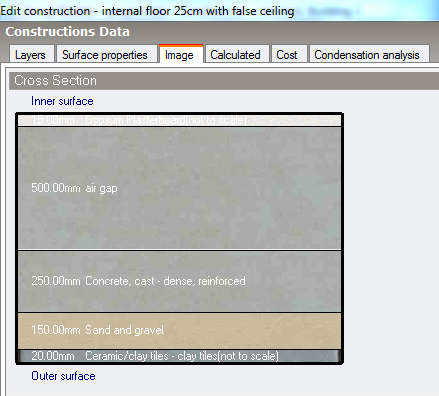 Edit construction - internal floor 25cm with false ceiling
Constructions Data
Layers Surface properties Image Calculated Cost Condensation analysis
Cross Section
Inner surface
15.00mm Gypsum Plasterboard(not to scale)
500.00mm air gap
250.00mm Concrete, cast - dense, reinforced
150.00mm Sand and gravel
20.00mm Ceramic/clay tiles - clay tiles(not to scale)
Outer surface